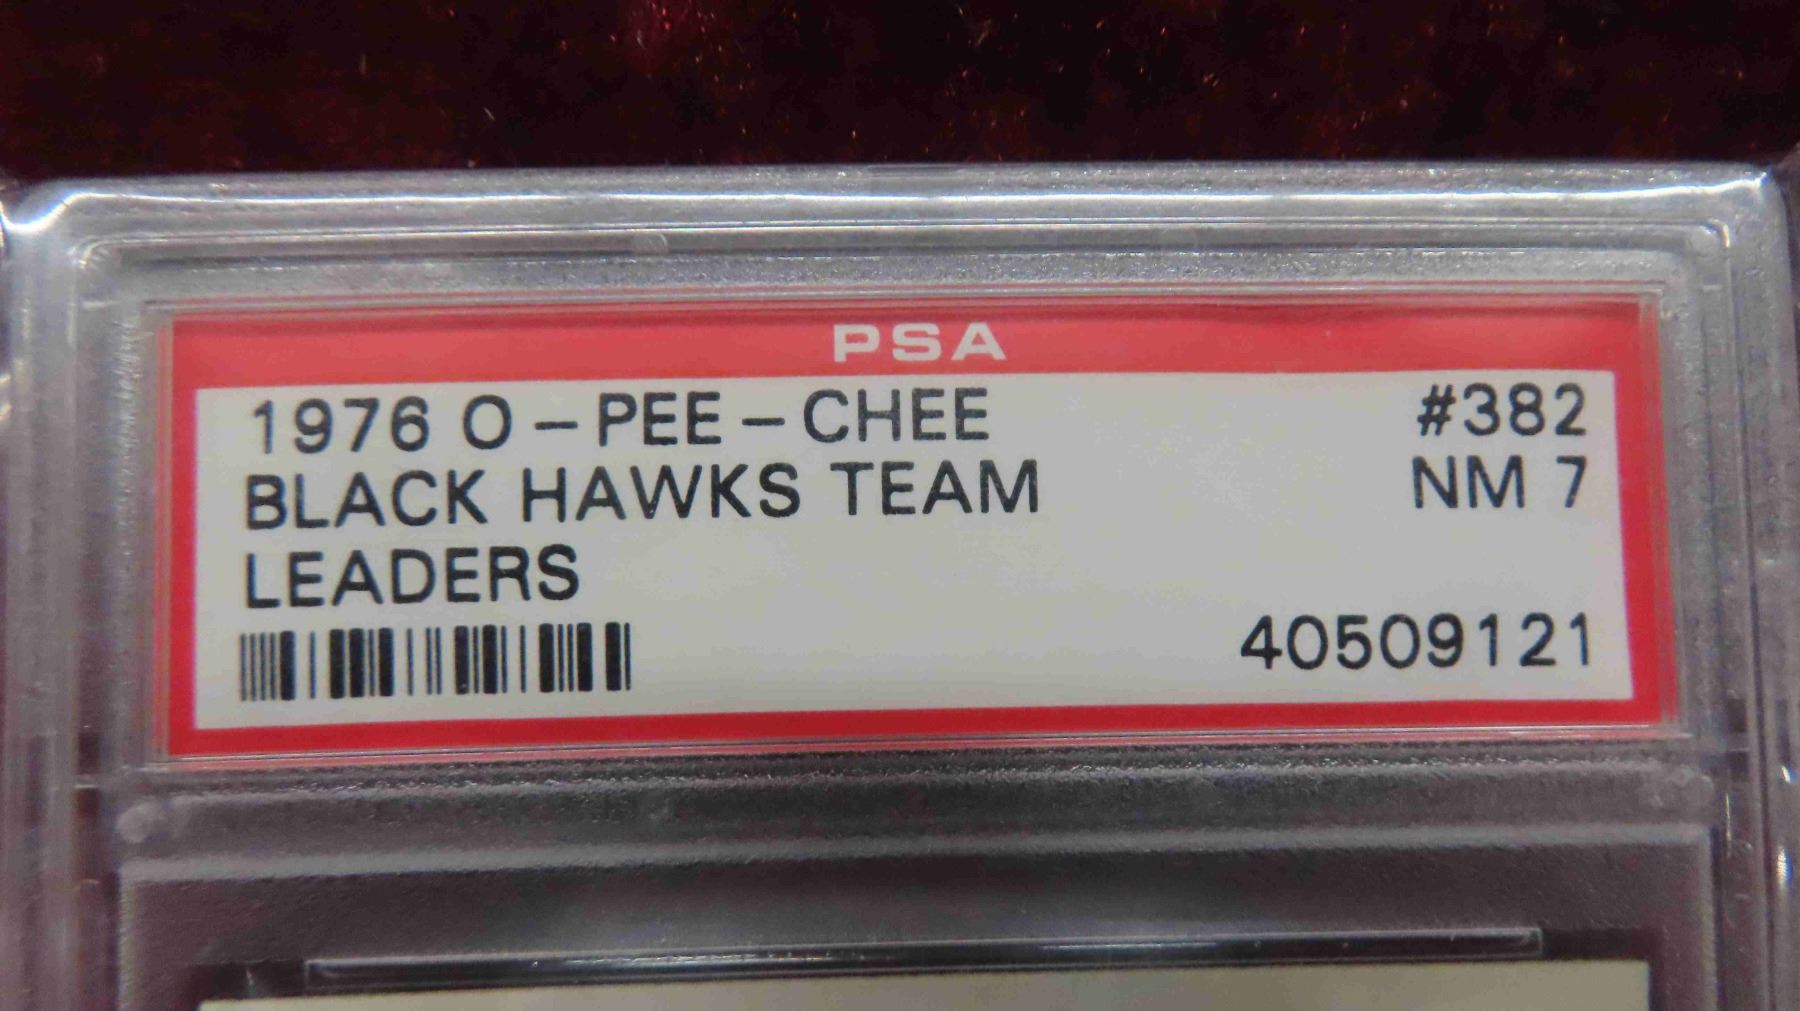 PSA
1976 O-PEE-CHEE #382
BLACK HAWKS TEAM NM 7
LEADERS
40509121